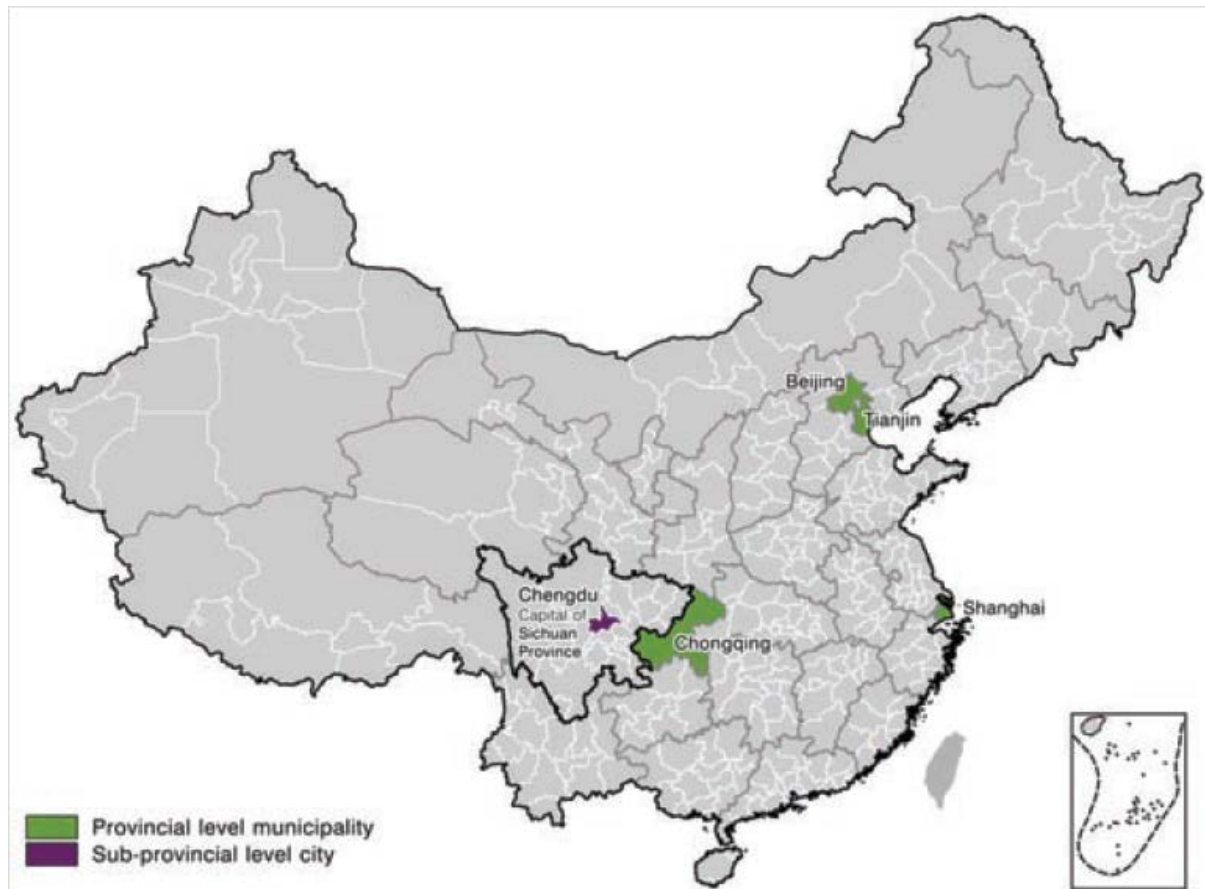 Beijing
Tianjin
Chengdu
Capital of
Sichuan
Province
Shanghai
Chongqing
Provincial level municipality
Sub-provincial level city